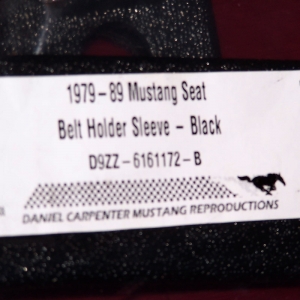 1979-89 Mustang Seat
Belt Holder Sleeve - Black
D9ZZ-6161172-B
DANIEL CARPENTER MUSTANG REPRODUCTIONS